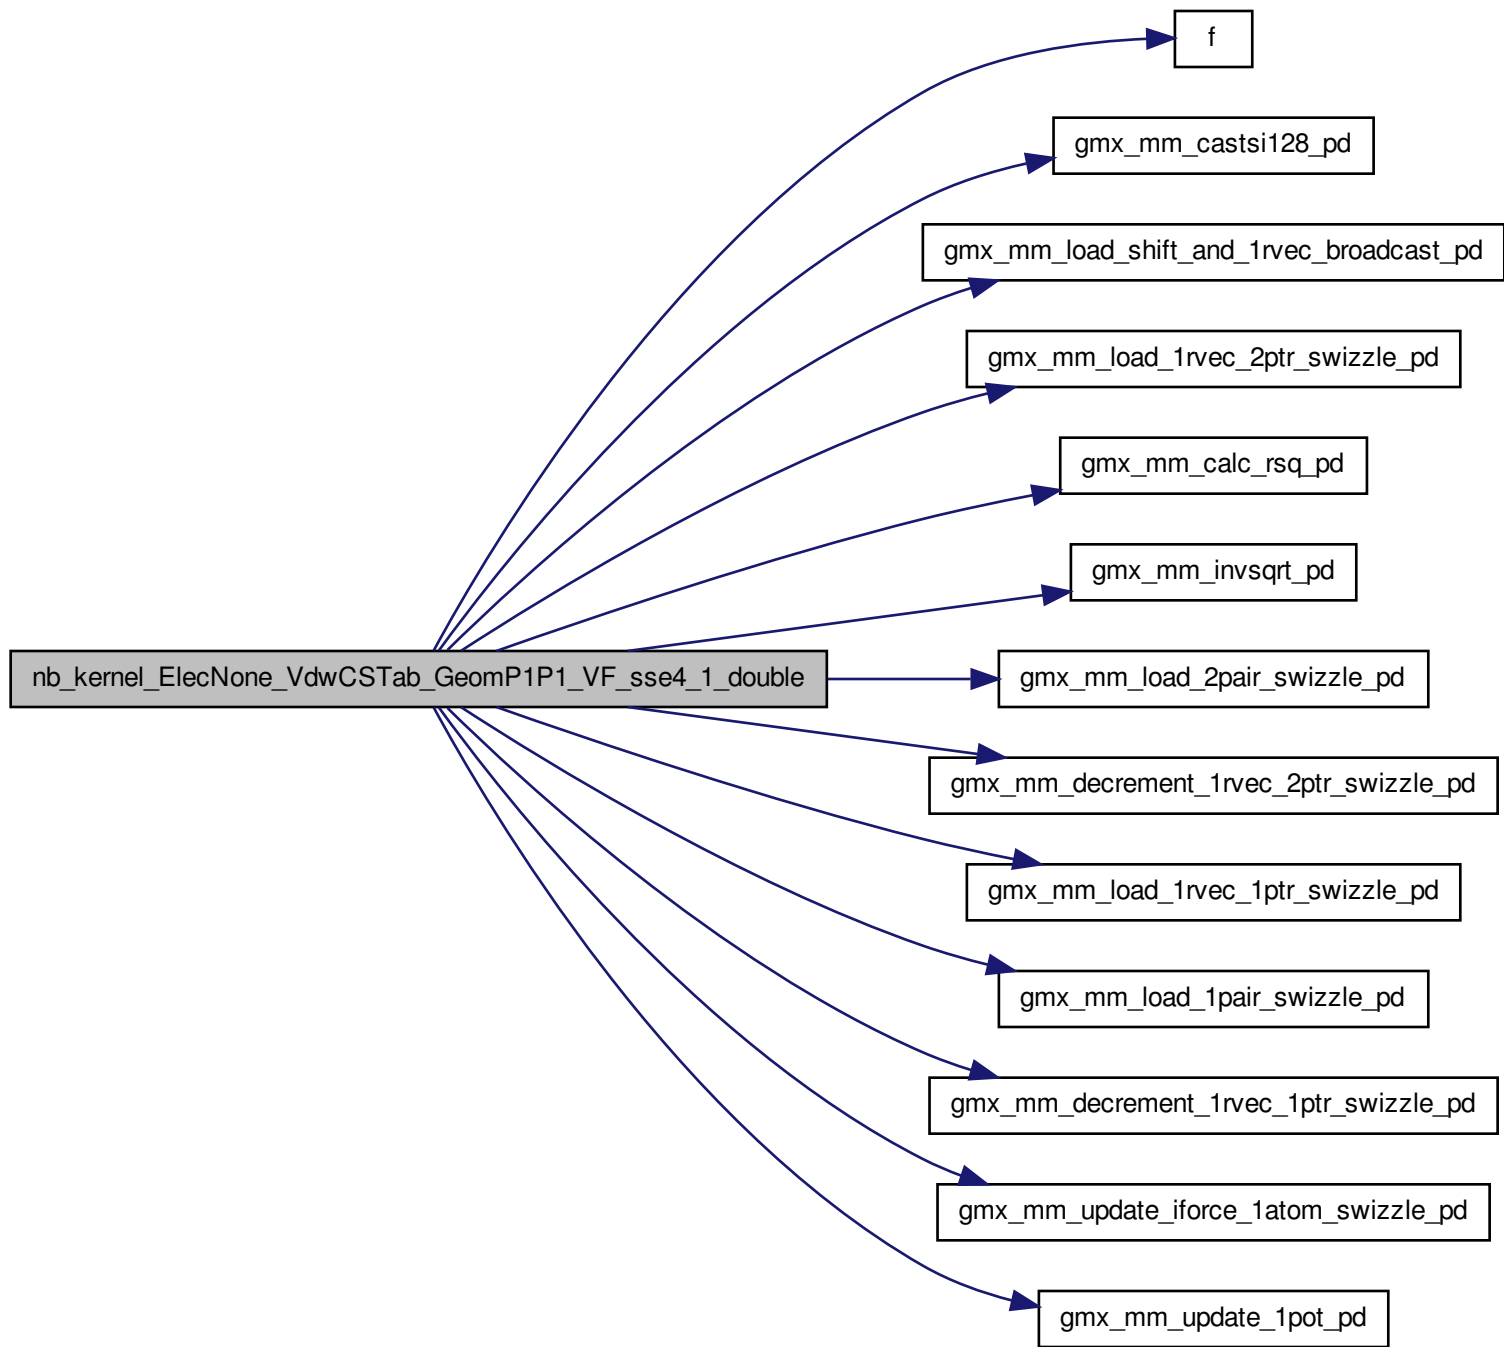 f
gmx_mm_castsi128_pd
gmx_mm_load_shift_and_1rvec_broadcast_pd
gmx_mm_load_1rvec_2ptr_swizzle_pd
gmx_mm_calc_rsq_pd
gmx_mm_invsqrt_pd
nb_kernel_ElecNone_VdwCSTab_GeomP1P1_VF_sse4_1_double
gmx_mm_load_2pair_swizzle_pd
gmx_mm_decrement_1rvec_2ptr_swizzle_pd
gmx_mm_load_1rvec_1ptr_swizzle_pd
gmx_mm_load_1pair_swizzle_pd
gmx_mm_decrement_1rvec_1ptr_swizzle_pd
gmx_mm_update_iforce_1atom_swizzle_pd
gmx_mm_update_1pot_pd